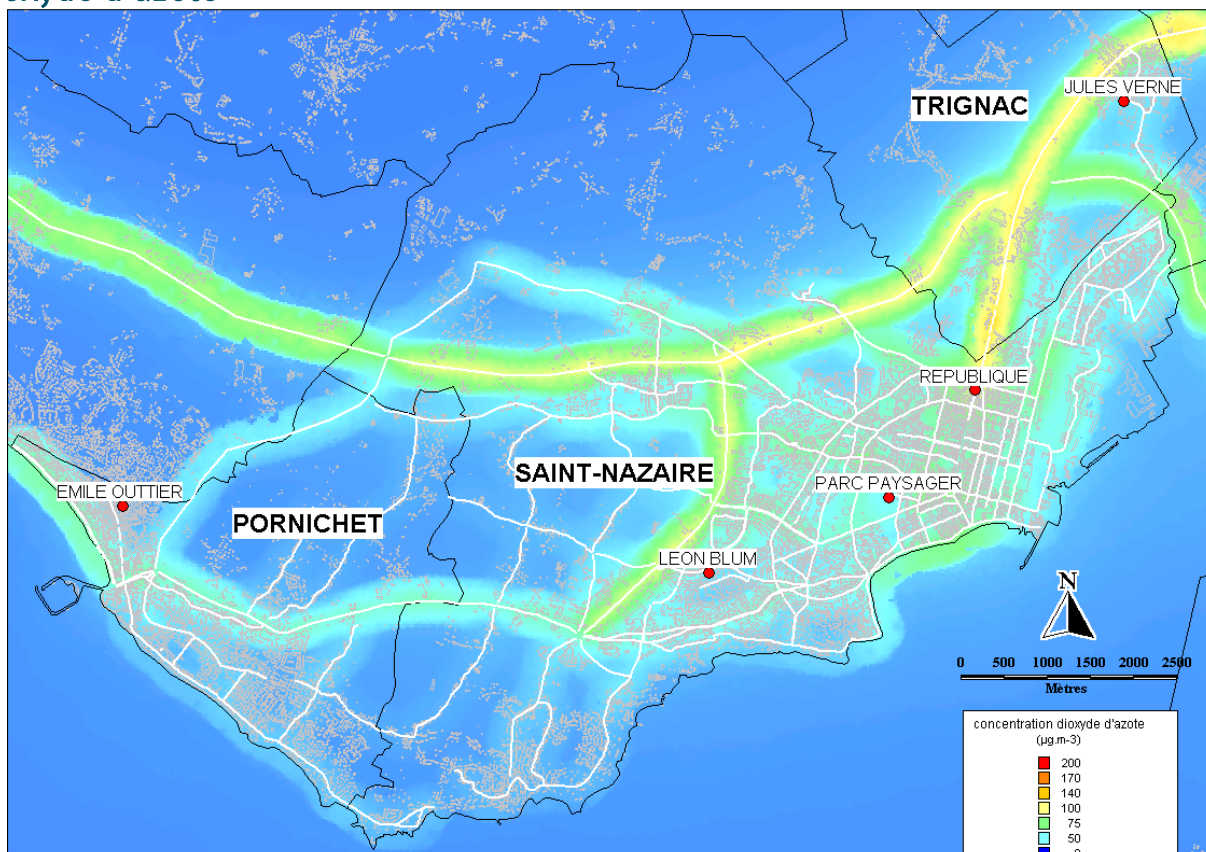 JULES VERNE
TRIGNAC
REPUBLIQUE
SAINT-NAZAIRE
PARC PAYSAGER
EMILE OUTTIER
PORNICHET
LEON BLUM
N
0 500 1000 1500 2000 2500
Mètres
concentration dioxyde d'azote
(µg.m-3)
200
170
140
100
75
50